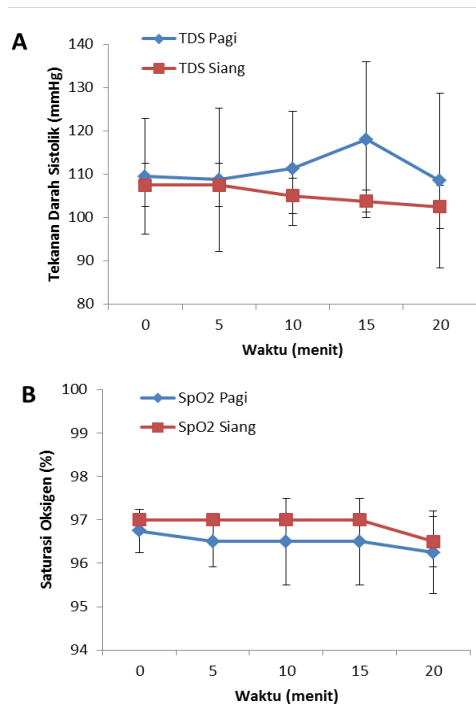 A
TDS Pagi
TDS Siang
Tekanan Darah Sistolik (mmHg)
140
130
120
110
100
90
80
0 5 10 15 20
Waktu (menit)
B
SpO2 Pagi
SpO2 Siang
Saturasi Oksigen (%)
100
99
98
97
96
95
94
0 5 10 15 20
Waktu (menit)